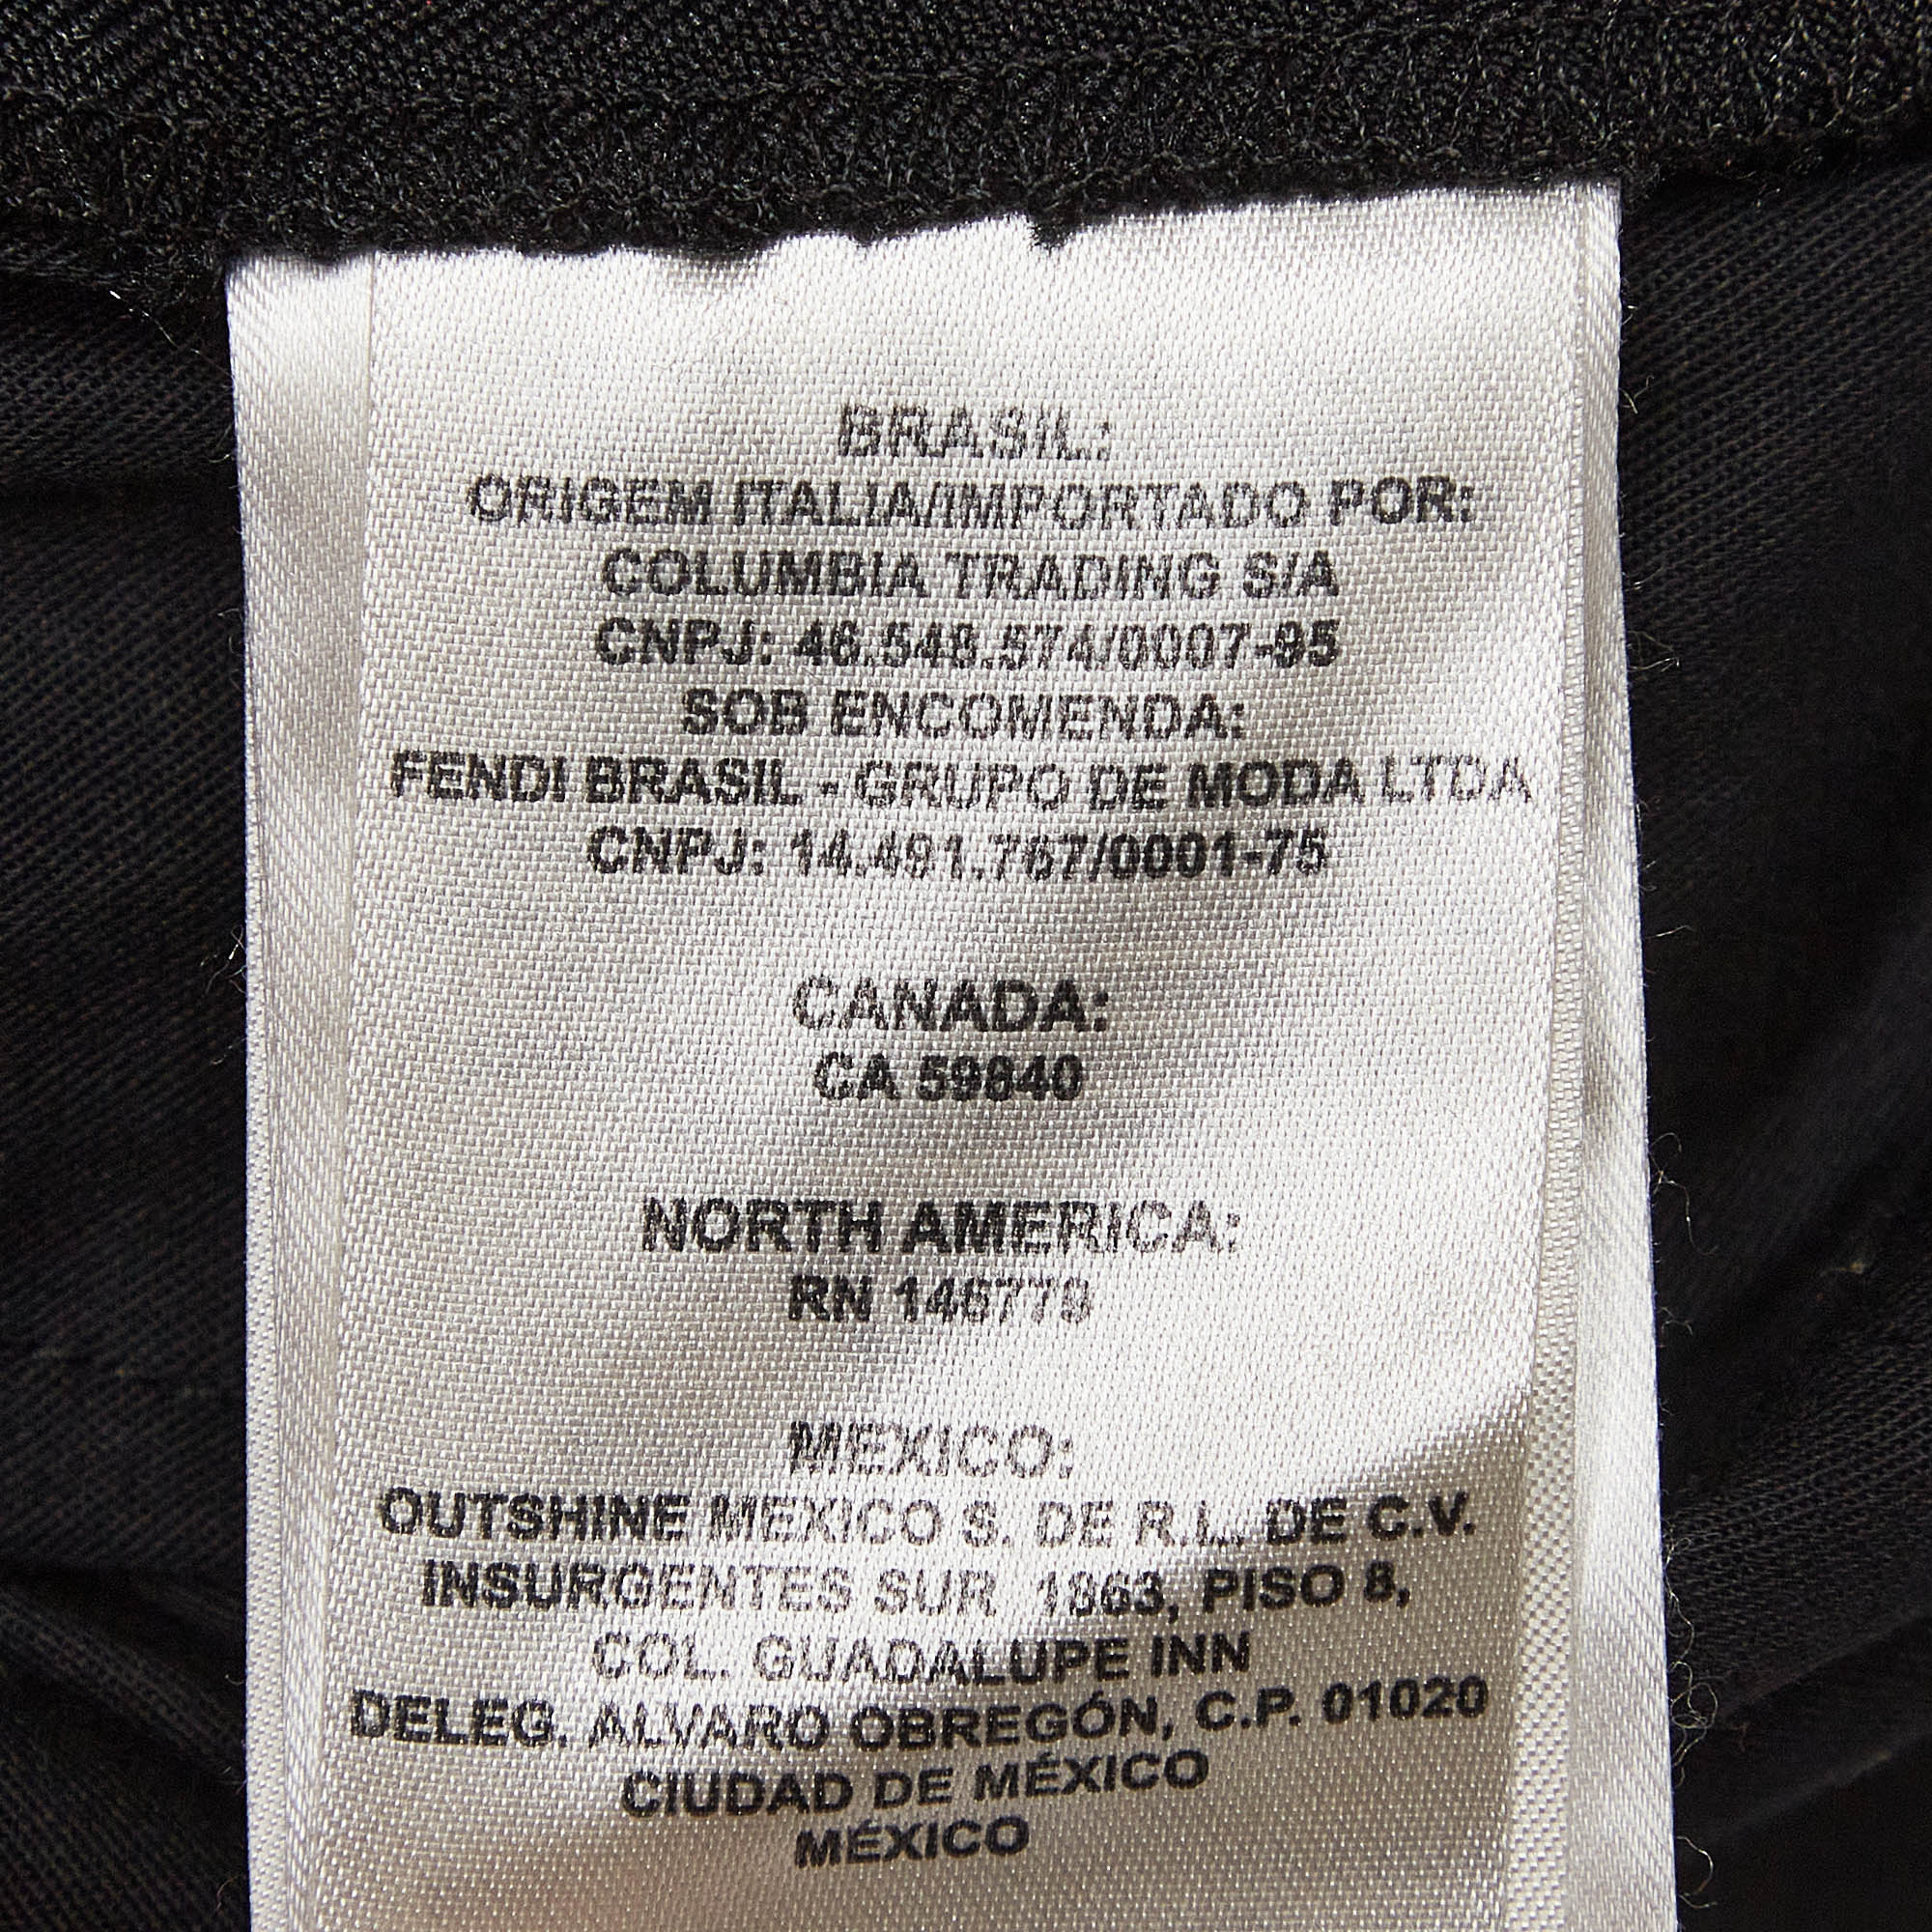 BRASIL:
ORIGEM ITALIA/IMPORTADO POR:
COLUMBIA TRADING S/A
CNPJ: 46.548.574/0007-95
SOB ENCOMENDA:
FENDI BRASIL - GRUPO DE MODA LTDA
CNPJ: 14.491.767/0001-75
CANADA:
CA 59840
NORTH AMERICA:
RN 146779
MEXICO:
OUTSHINE MEXICO S. DE R.L. DE C.V.
INSURGENTES SUR 1863, PISO 8,
COL. GUADALUPE INN
DELEG. ALVARO OBREGÓN, C.P. 01020
CIUDAD DE MÉXICO
MÉXICO